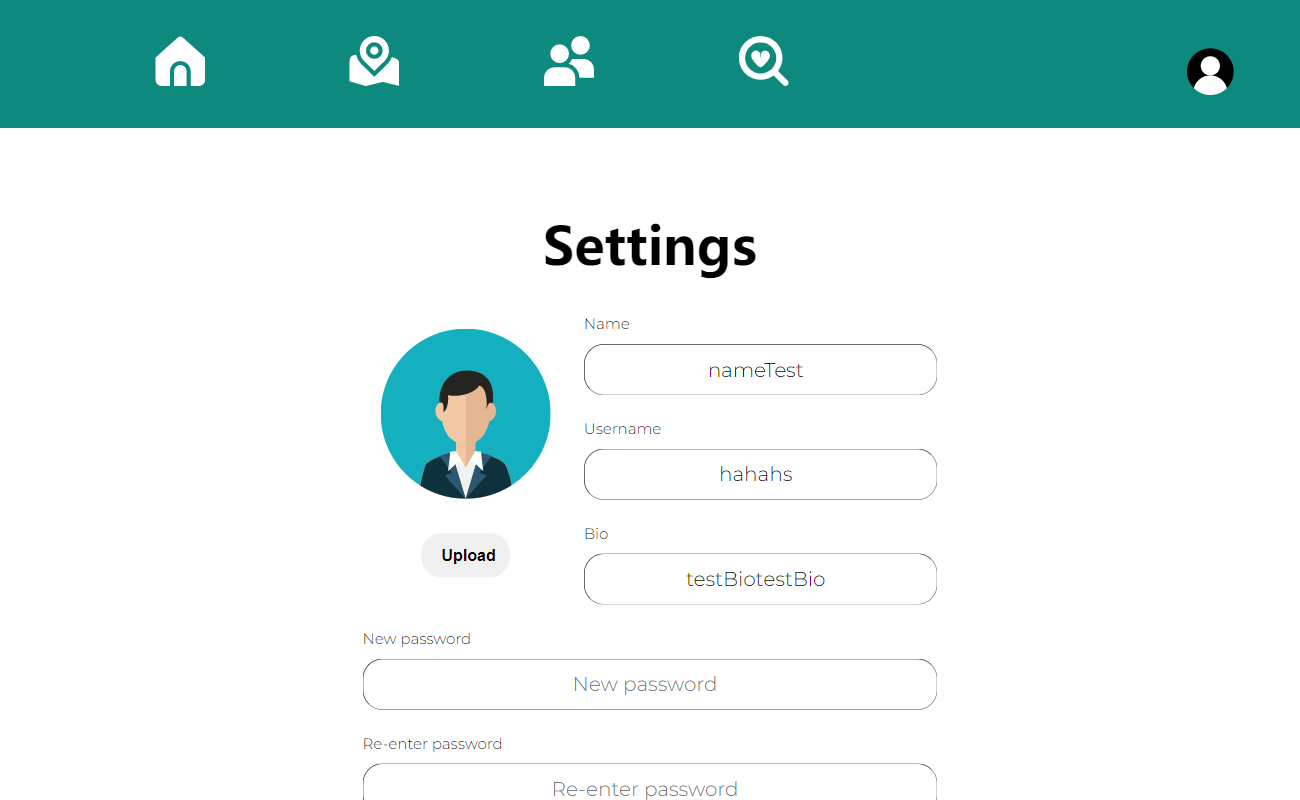 Settings
Name
nameTest
Username
hahahs
Upload
Bio
testBiotestBio
New password
New password
Re-enter password
Re-enter password